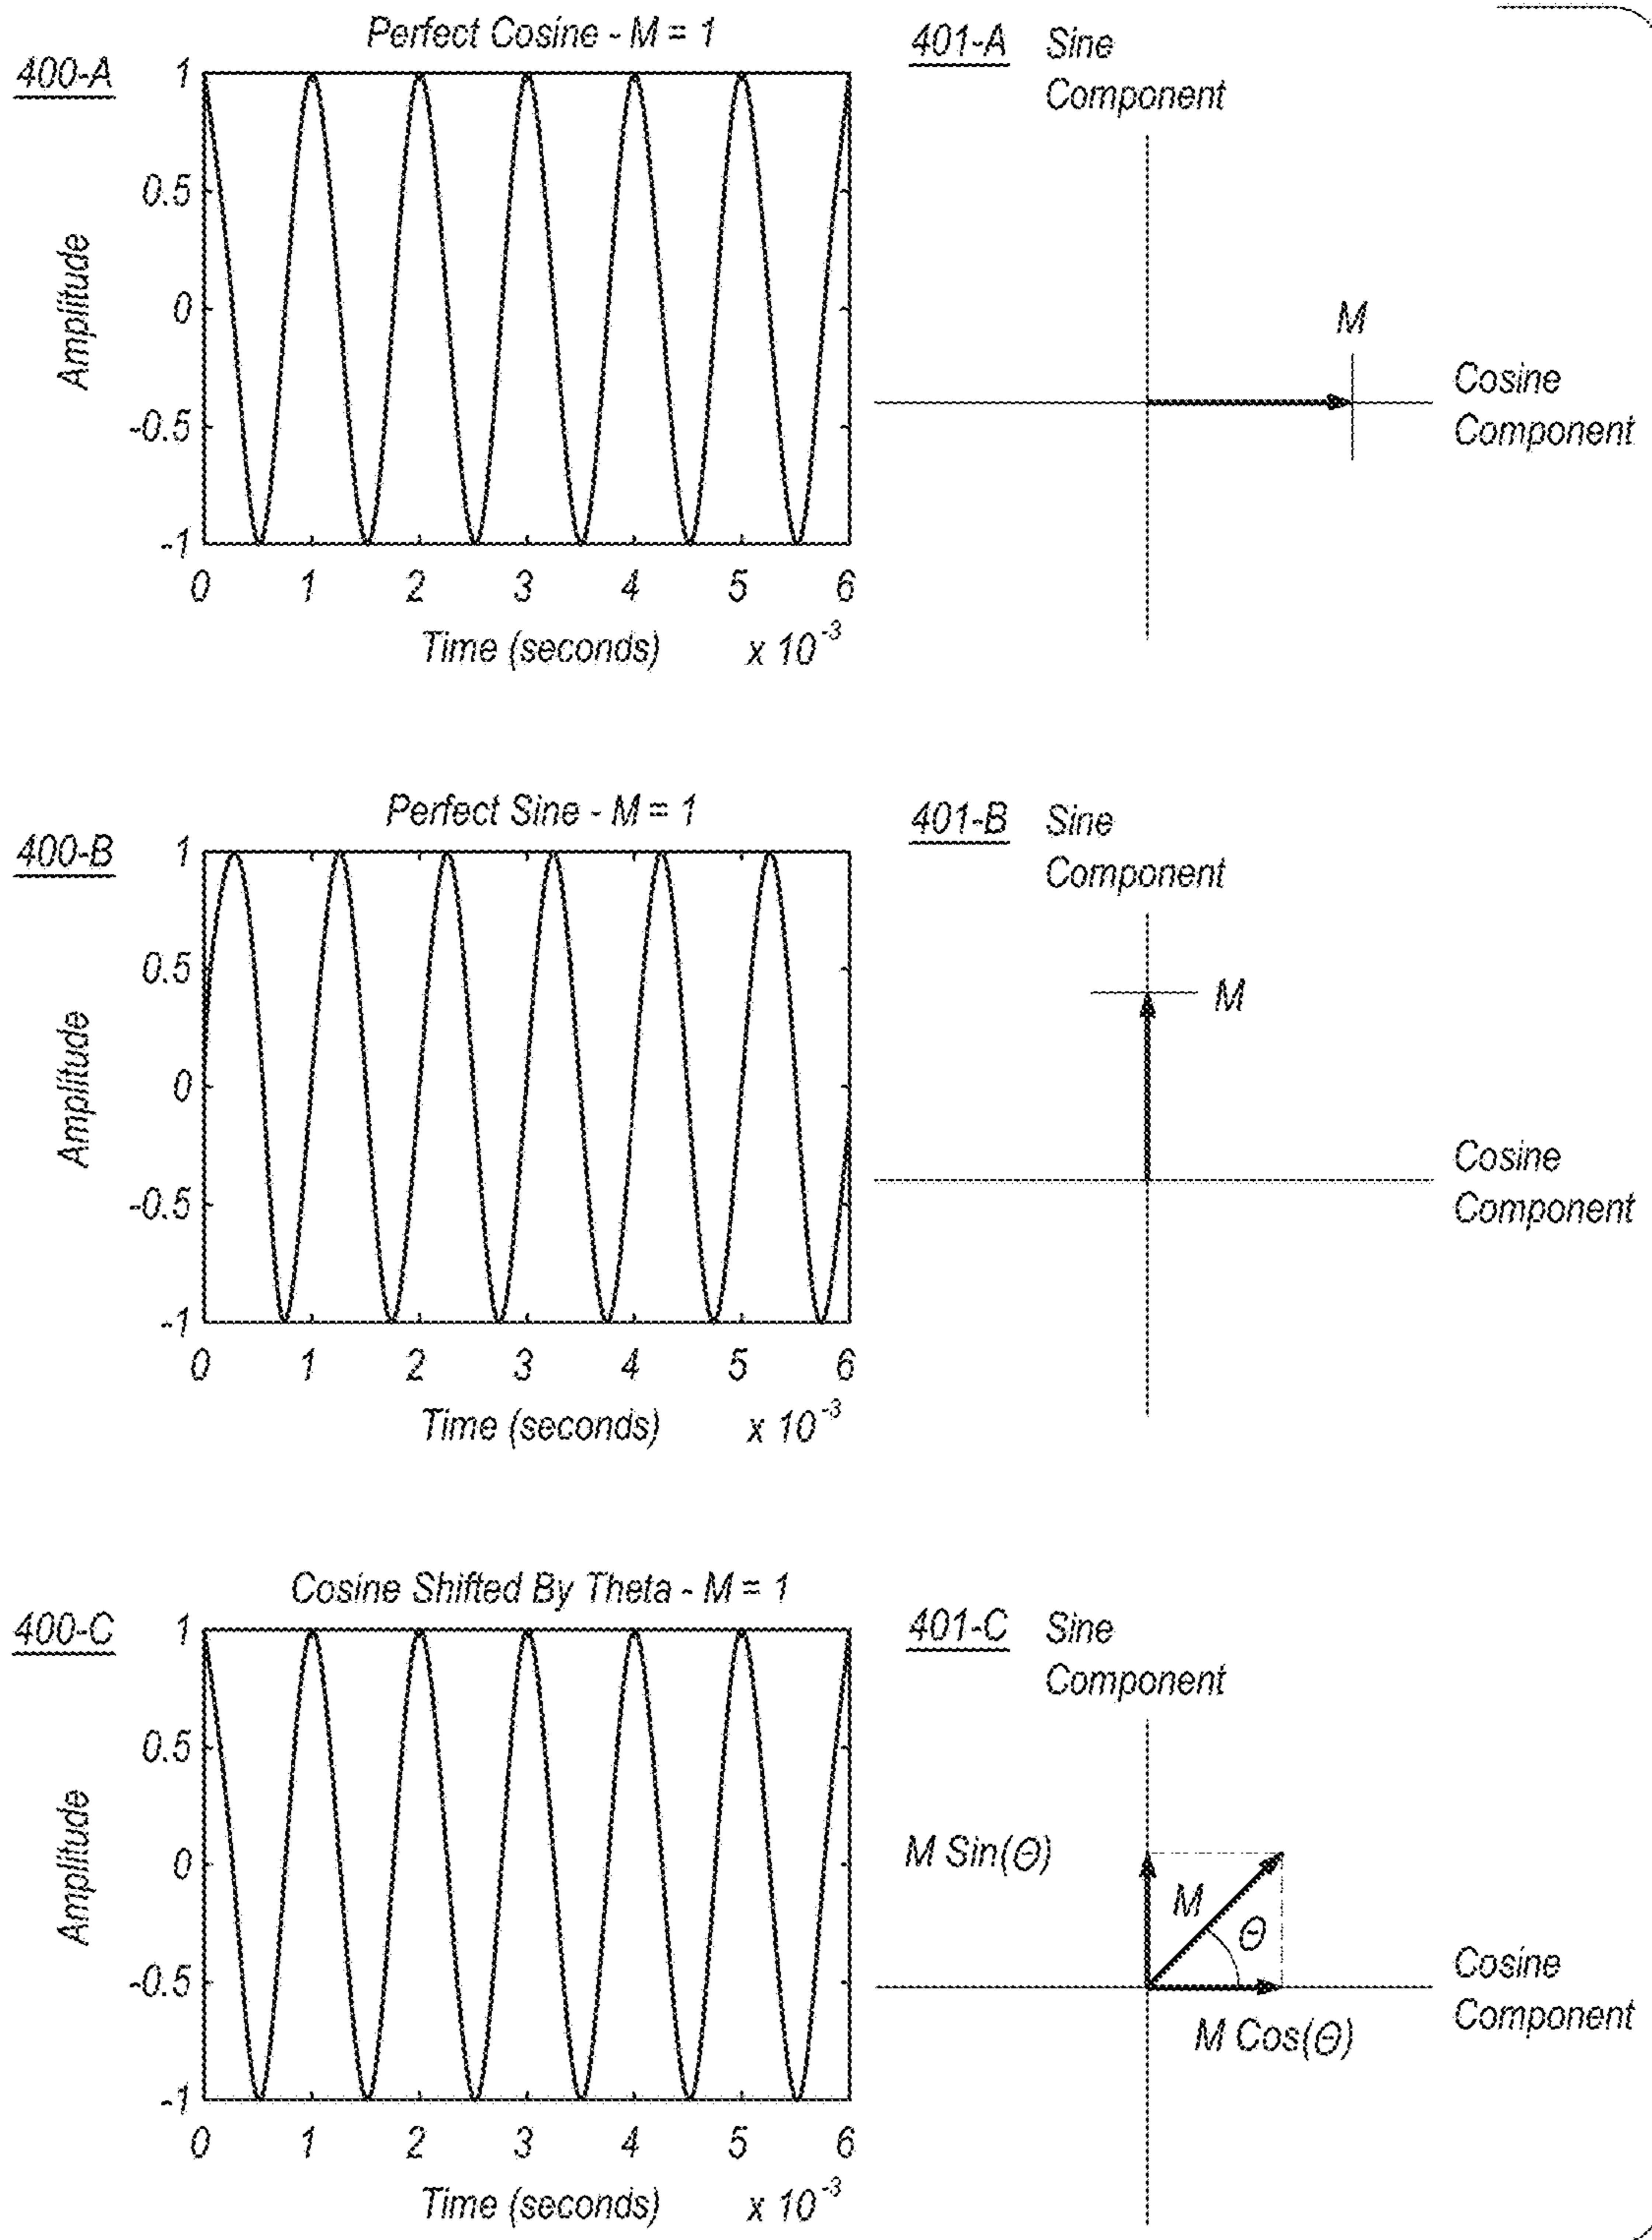 Perfect Cosine - M = 1
400-A
1
0.5
0
-0.5
-1
Amplitude
0 1 2 3 4 5 6
Time (seconds) x 10-3
401-A Sine
Component
M
Cosine
Component
Perfect Sine - M = 1
400-B
1
0.5
0
-0.5
-1
Amplitude
0 1 2 3 4 5 6
Time (seconds) x 10-3
401-B Sine
Component
M
Cosine
Component
Cosine Shifted By Theta - M = 1
400-C
1
0.5
0
-0.5
-1
Amplitude
0 1 2 3 4 5 6
Time (seconds) x 10-3
401-C Sine
Component
M Sin(Θ)
M
Θ
Cosine
Component
M Cos(Θ)